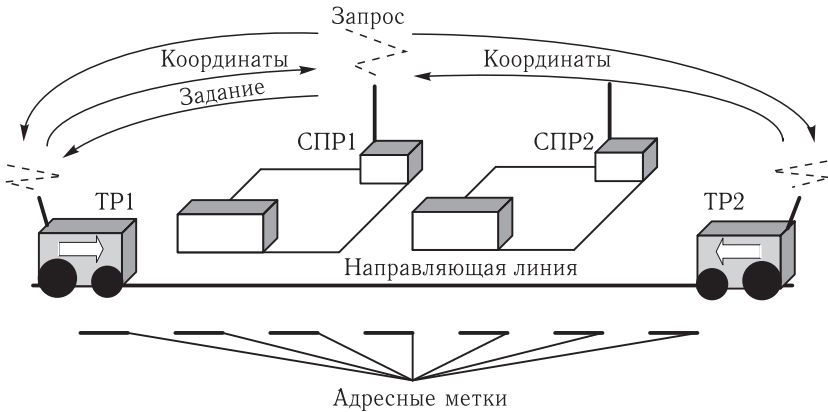 Запрос
Координаты
Координаты
Задание
СПР1
СПР2
ТР1
ТР2
Направляющая линия
Адресные метки